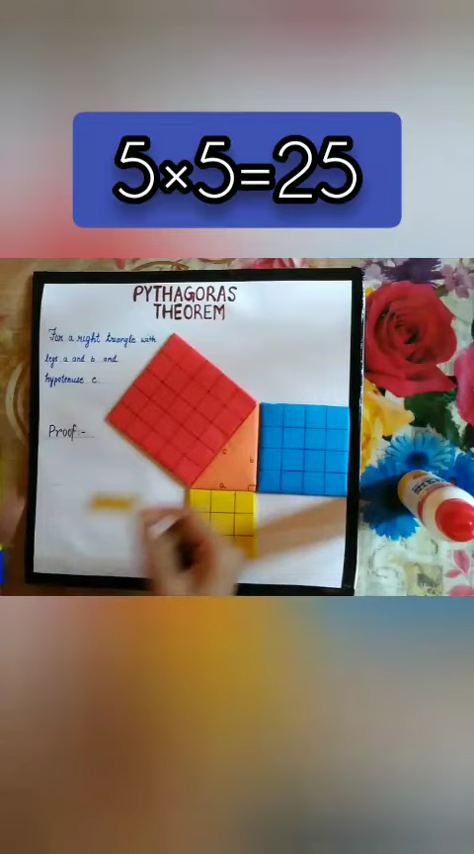 5×5=25
PYTHAGORAS
THEOREM
For a right triangle with
legs a and b and
hypotenuse c.
Proof:-
c
b
a